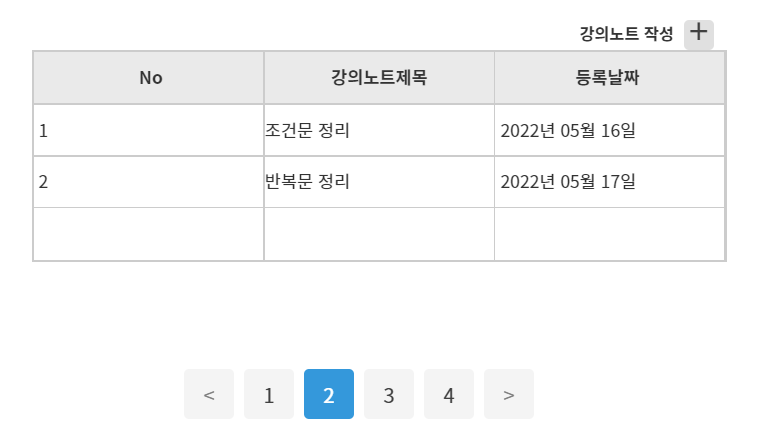 강의노트 작성 +
No 강의노트제목 등록날짜
1 조건문 정리 2022년 05월 16일
2 반복문 정리 2022년 05월 17일
< 1 2 3 4 >